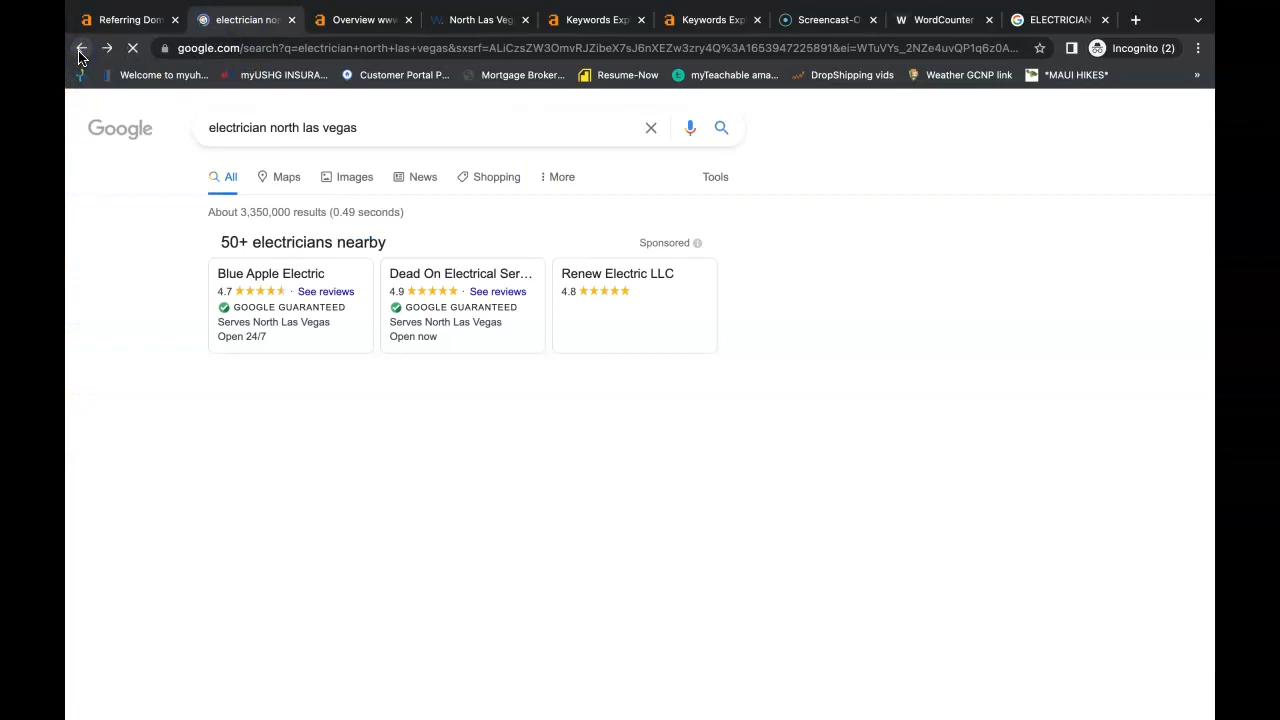 Referring Dom
electrician nor
Overview www
North Las Veg
Keywords Exp
Keywords Exp
Screencast-O
WordCounter
ELECTRICIAN
google.com/search?q=electrician+north+las+vegas&sxsrf=ALiCzsZW3OmvRJZibeX7sJ6nXEZw3zry4Q%3A1653947225891&ei=WTuVYs_2NZe4uvQP1q6z0A...
Incognito (2)
Welcome to myuh...
myUSHG INSURA...
Customer Portal P...
Mortgage Broker...
Resume-Now
myTeachable ama...
DropShipping vids
Weather GCNP link
*MAUI HIKES*
»
Google
electrician north las vegas
All
Maps
Images
News
Shopping
More
Tools
About 3,350,000 results (0.49 seconds)
50+ electricians nearby
Sponsored
Blue Apple Electric
4.7 · See reviews
GOOGLE GUARANTEED
Serves North Las Vegas
Open 24/7
Dead On Electrical Ser...
4.9 · See reviews
GOOGLE GUARANTEED
Serves North Las Vegas
Open now
Renew Electric LLC
4.8